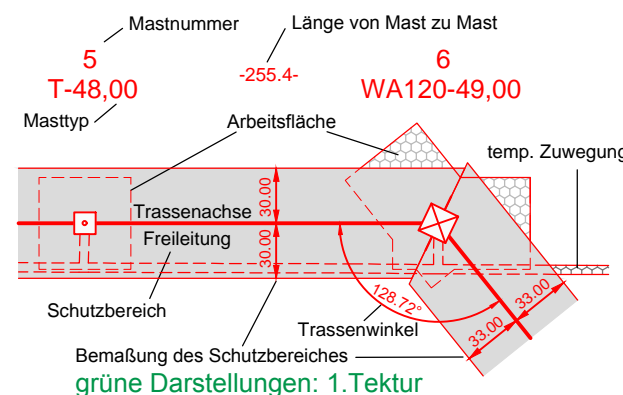 Mastnummer
Länge von Mast zu Mast
5
-255.4-
6
T-48,00
WA120-49,00
Masttyp
Arbeitsfläche
temp. Zuwegung
30.00
Trassenachse
Freileitung
30.00
128.72°
33.00
33.00
Schutzbereich
Trassenwinkel
Bemaßung des Schutzbereiches
grüne Darstellungen: 1.Tektur